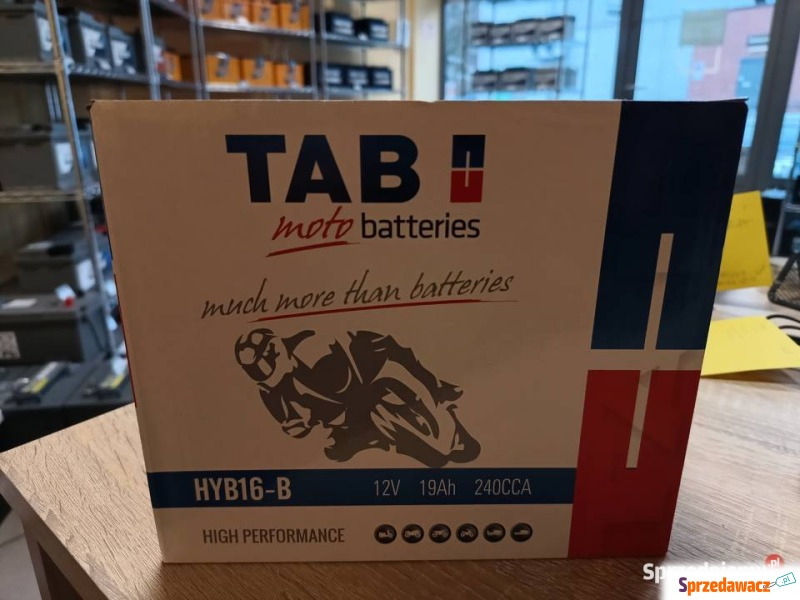 TAB
moto batteries
much more than batteries
HYB16-B 12V 19Ah 240CCA
HIGH PERFORMANCE
Sprzedawacz.pl